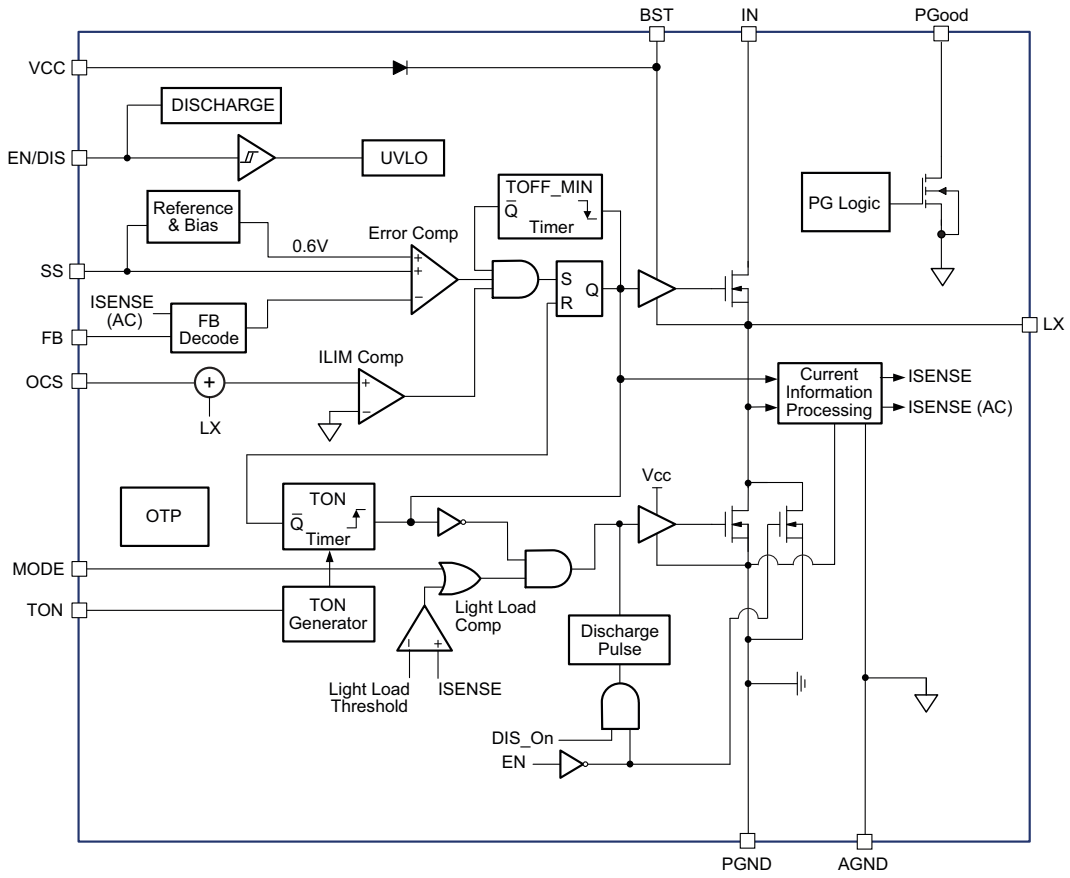 BST
IN
PGood
VCC
DISCHARGE
EN/DIS
UVLO
TOFF_MIN
Q̅
Timer
PG Logic
Reference
& Bias
Error Comp
0.6V
SS
S
R
Q
ISENSE
(AC)
FB
Decode
FB
LX
ILIM Comp
OCS
LX
Current
Information
Processing
ISENSE
ISENSE (AC)
Vcc
OTP
TON
Q̅
Timer
MODE
TON
TON
Generator
Light Load
Comp
Discharge
Pulse
Light Load
Threshold
ISENSE
DIS_On
EN
PGND
AGND